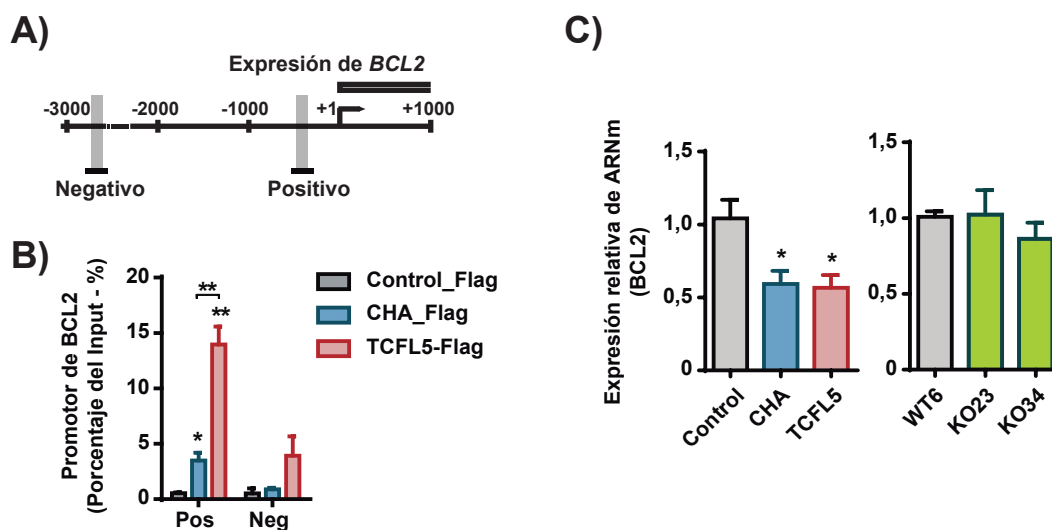 A)
Expresión de BCL2
-3000 -2000 -1000 +1 +1000
Negativo Positivo
B)
Promotor de BCL2
(Porcentaje del Input - %)
20
15
10
5
0
**
**
*
Pos Neg
Control_Flag
CHA_Flag
TCFL5-Flag
C)
Expresión relativa de ARNm
(BCL2)
1,5
1,0
0,5
0
* *
Control CHA TCFL5
1,5
1,0
0,5
0
WT6 KO23 KO34